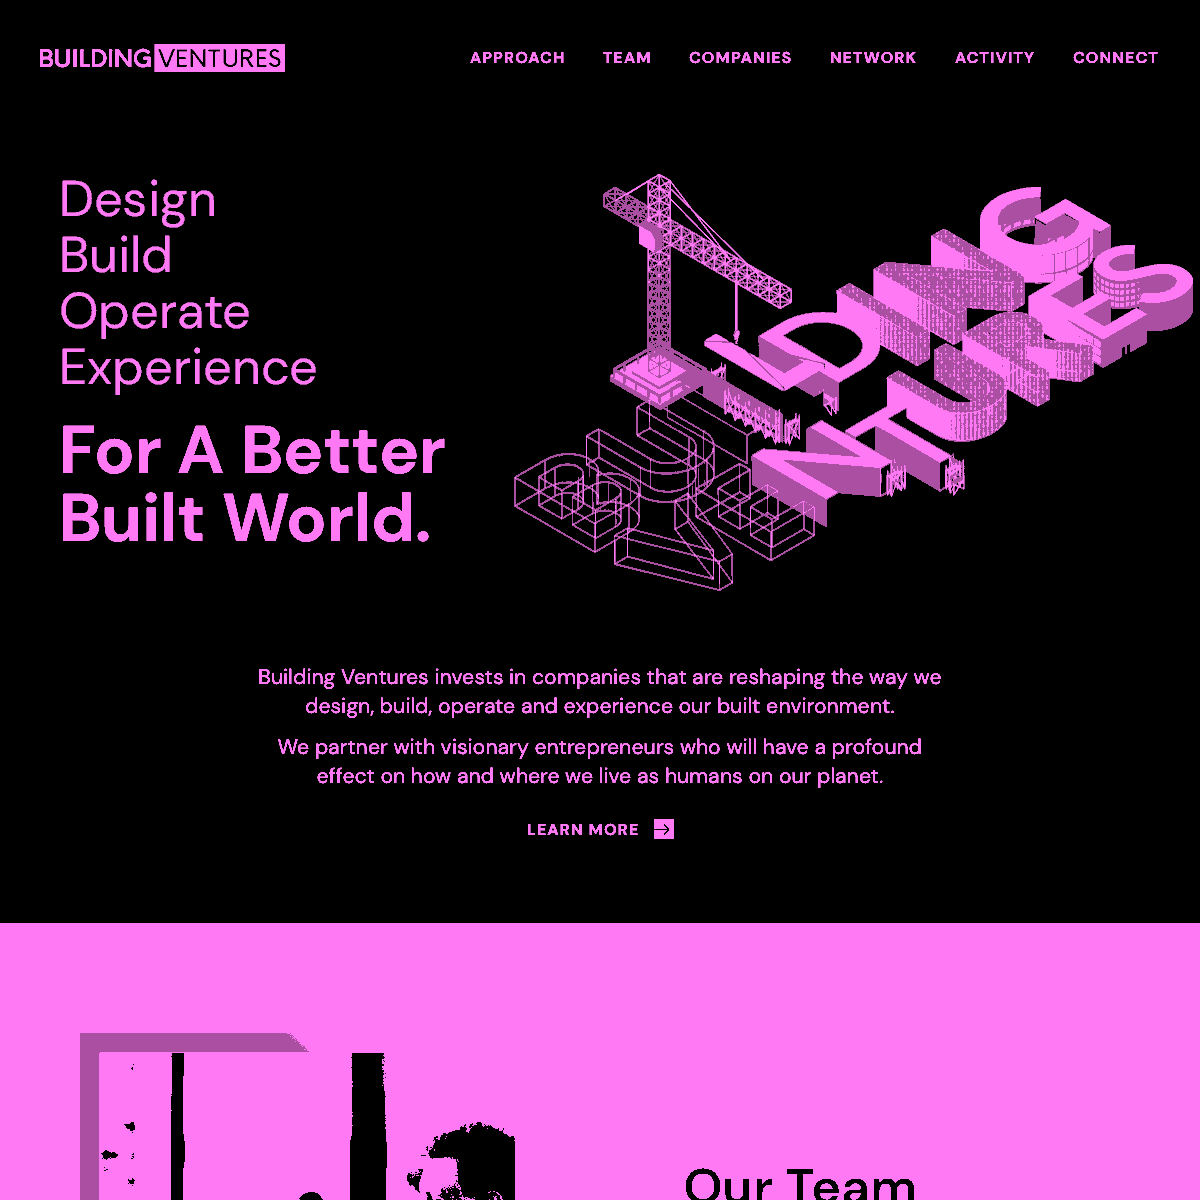 BUILDING VENTURES
APPROACH TEAM COMPANIES NETWORK ACTIVITY CONNECT
Design
Build
Operate
Experience
For A Better
Built World.
BUILDING
VENTURES
Building Ventures invests in companies that are reshaping the way we
design, build, operate and experience our built environment.
We partner with visionary entrepreneurs who will have a profound
effect on how and where we live as humans on our planet.
LEARN MORE
Our Team